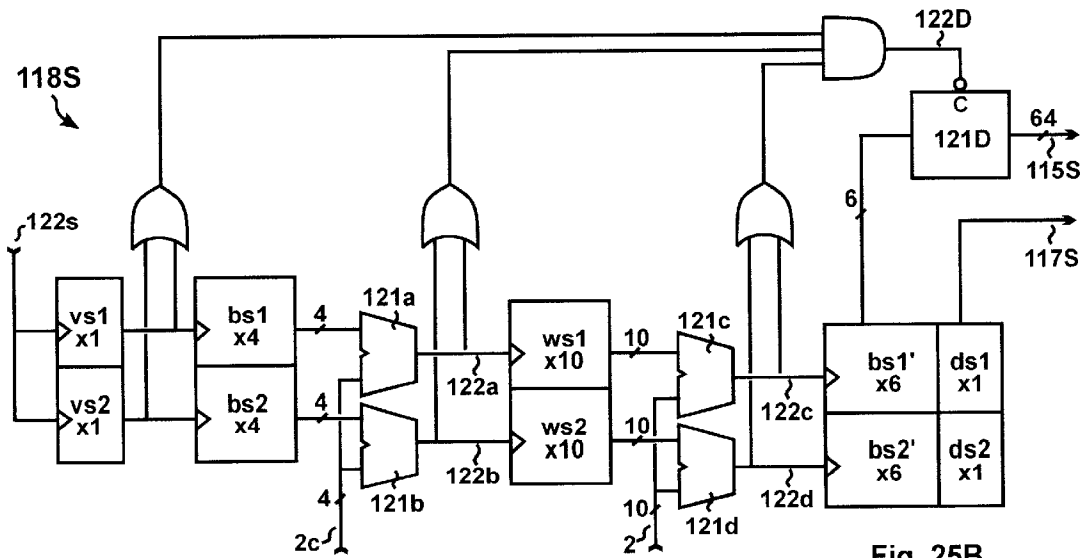 122D
118S
C
121D
64
115S
6
122s
117S
vs1
x1
bs1
x4
4
121a
ws1
x10
10
121c
bs1'
x6
ds1
x1
122a
122c
vs2
x1
bs2
x4
4
ws2
x10
10
bs2'
x6
ds2
x1
122b
122d
4
121b
10
121d
2c
2
Fig. 25B